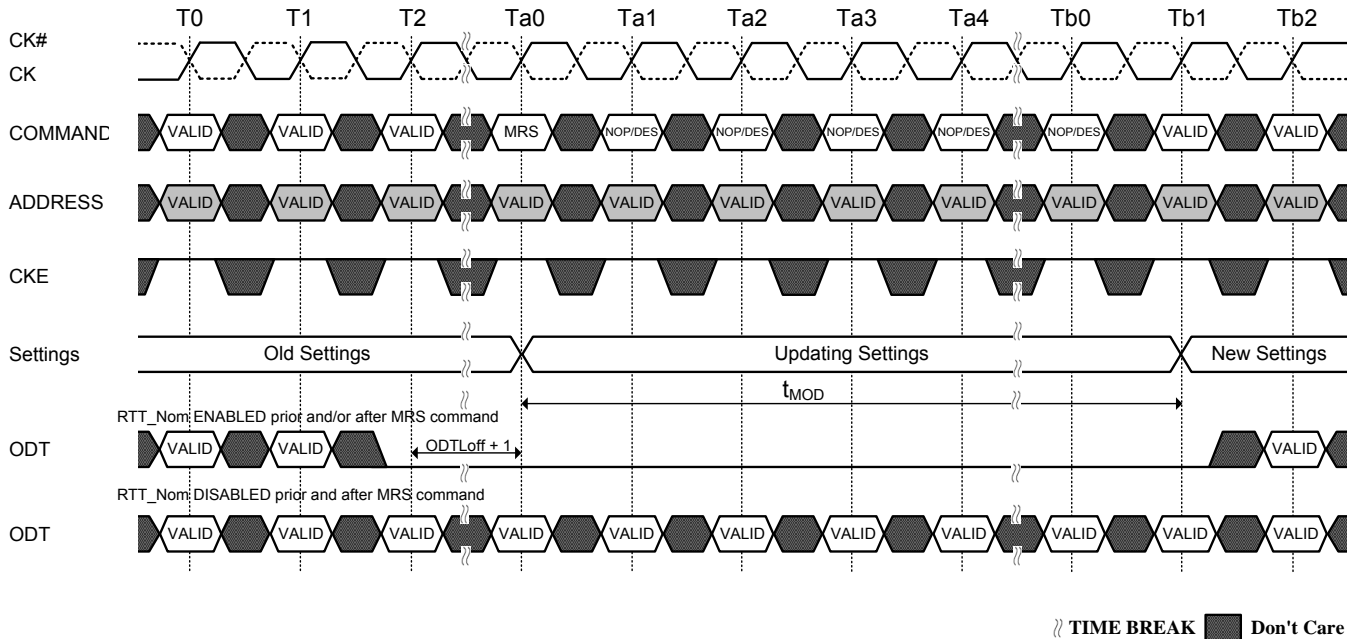 T0 T1 T2 Ta0 Ta1 Ta2 Ta3 Ta4 Tb0 Tb1 Tb2
CK#
CK
COMMAND VALID VALID VALID MRS NOP/DES NOP/DES NOP/DES NOP/DES NOP/DES VALID VALID
ADDRESS VALID VALID VALID VALID VALID VALID VALID VALID VALID VALID VALID
CKE
Settings Old Settings Updating Settings New Settings
tMOD
RTT_Nom ENABLED prior and/or after MRS command
ODT VALID VALID ODTLoff + 1 VALID
RTT_Nom DISABLED prior and after MRS command
ODT VALID VALID VALID VALID VALID VALID VALID VALID VALID VALID VALID
TIME BREAK Don't Care